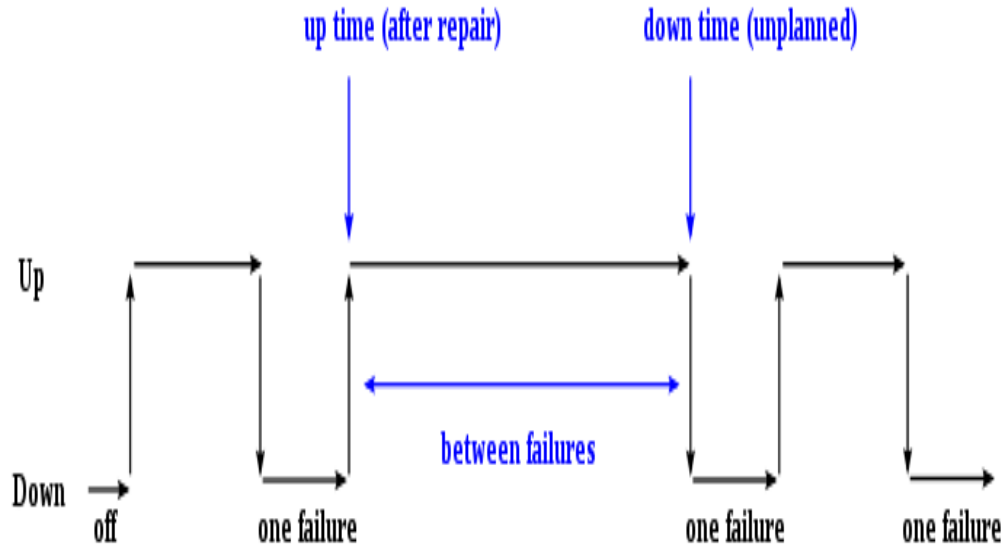 up time (after repair)
down time (unplanned)
Up
between failures
Down
off
one failure
one failure
one failure